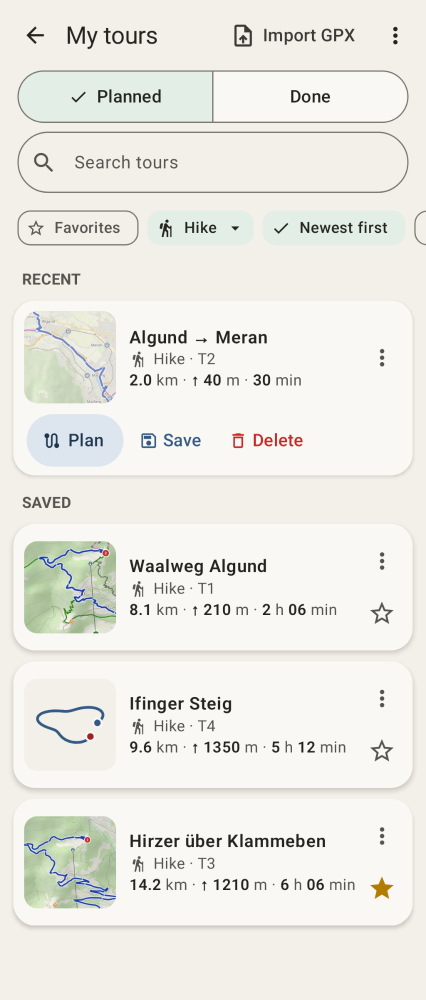 My tours
Import GPX
Planned
Done
Search tours
Favorites
Hike
Newest first
RECENT
Algund → Meran
Hike · T2
2.0 km · ↑ 40 m · 30 min
Plan
Save
Delete
SAVED
Waalweg Algund
Hike · T1
8.1 km · ↑ 210 m · 2 h 06 min
Ifinger Steig
Hike · T4
9.6 km · ↑ 1350 m · 5 h 12 min
Hirzer über Klammeben
Hike · T3
14.2 km · ↑ 1210 m · 6 h 06 min